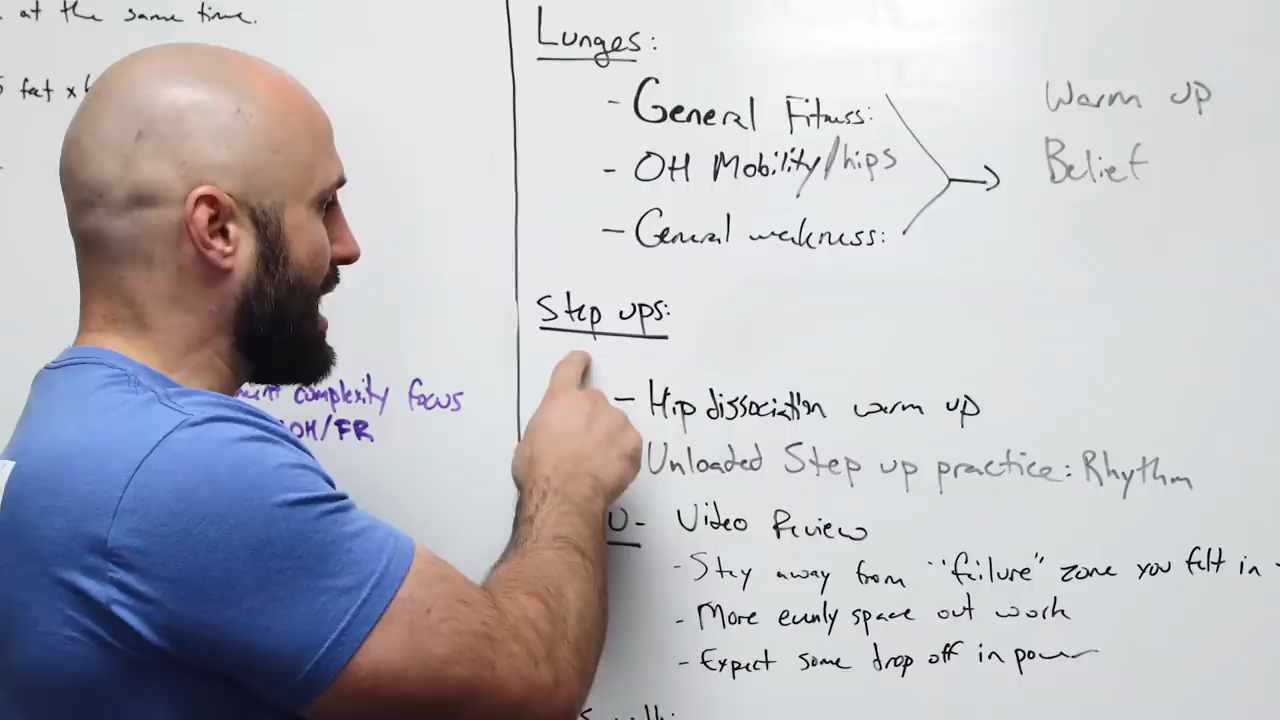 at the same time.
5 feet x
complexity focus
OH/FR
Lunges:
- General Fitness:
- OH Mobility/hips
- General weakness:
Warm up
Belief
Step ups:
- Hip dissociation warm up
Unloaded Step up practice: Rhythm
U- Video Review
- Stay away from "failure" zone you felt in
- More evenly space out work
- Expect some drop off in power